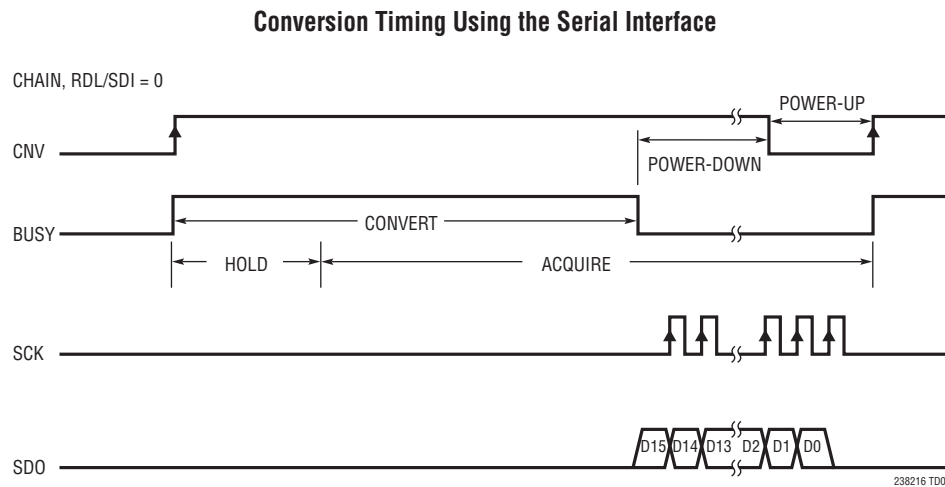 Conversion Timing Using the Serial Interface
CHAIN, RDL/SDI = 0
POWER-UP
CNV
POWER-DOWN
CONVERT
BUSY
HOLD
ACQUIRE
SCK
D15 D14 D13 D2 D1 D0
SDO
238216 TD0